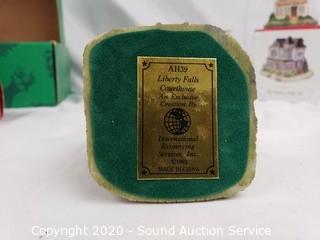 AH39
Liberty Falls
Courthouse
An Exclusive
Creation By
International
Resourcing
Services, Inc.
©1993
MADE IN CHINA
Copyright 2020 - Sound Auction Service